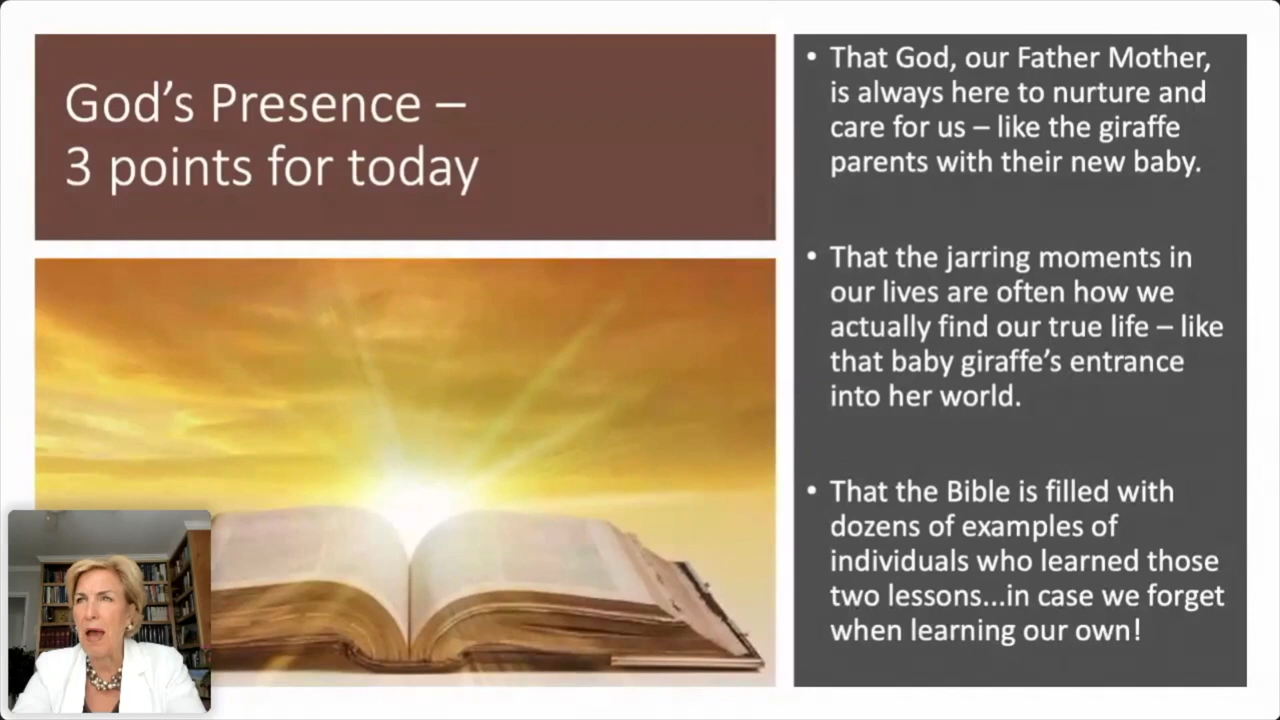 God’s Presence –
3 points for today
• That God, our Father Mother,
is always here to nurture and
care for us – like the giraffe
parents with their new baby.
• That the jarring moments in
our lives are often how we
actually find our true life – like
that baby giraffe’s entrance
into her world.
• That the Bible is filled with
dozens of examples of
individuals who learned those
two lessons...in case we forget
when learning our own!